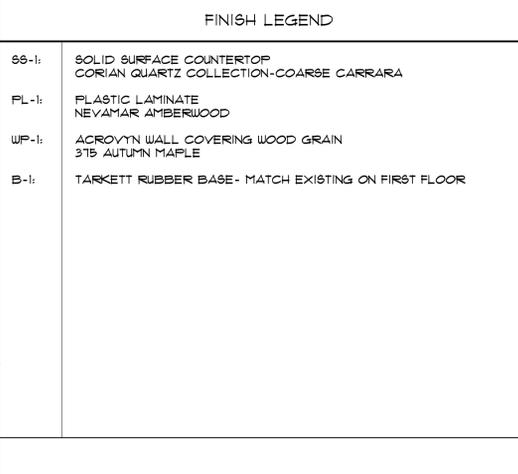 FINISH LEGEND
SS-1: SOLID SURFACE COUNTERTOP
CORIAN QUARTZ COLLECTION-COARSE CARRARA
PL-1: PLASTIC LAMINATE
NEVAMAR AMBERWOOD
WP-1: ACROVYN WALL COVERING WOOD GRAIN
375 AUTUMN MAPLE
B-1: TARKETT RUBBER BASE- MATCH EXISTING ON FIRST FLOOR